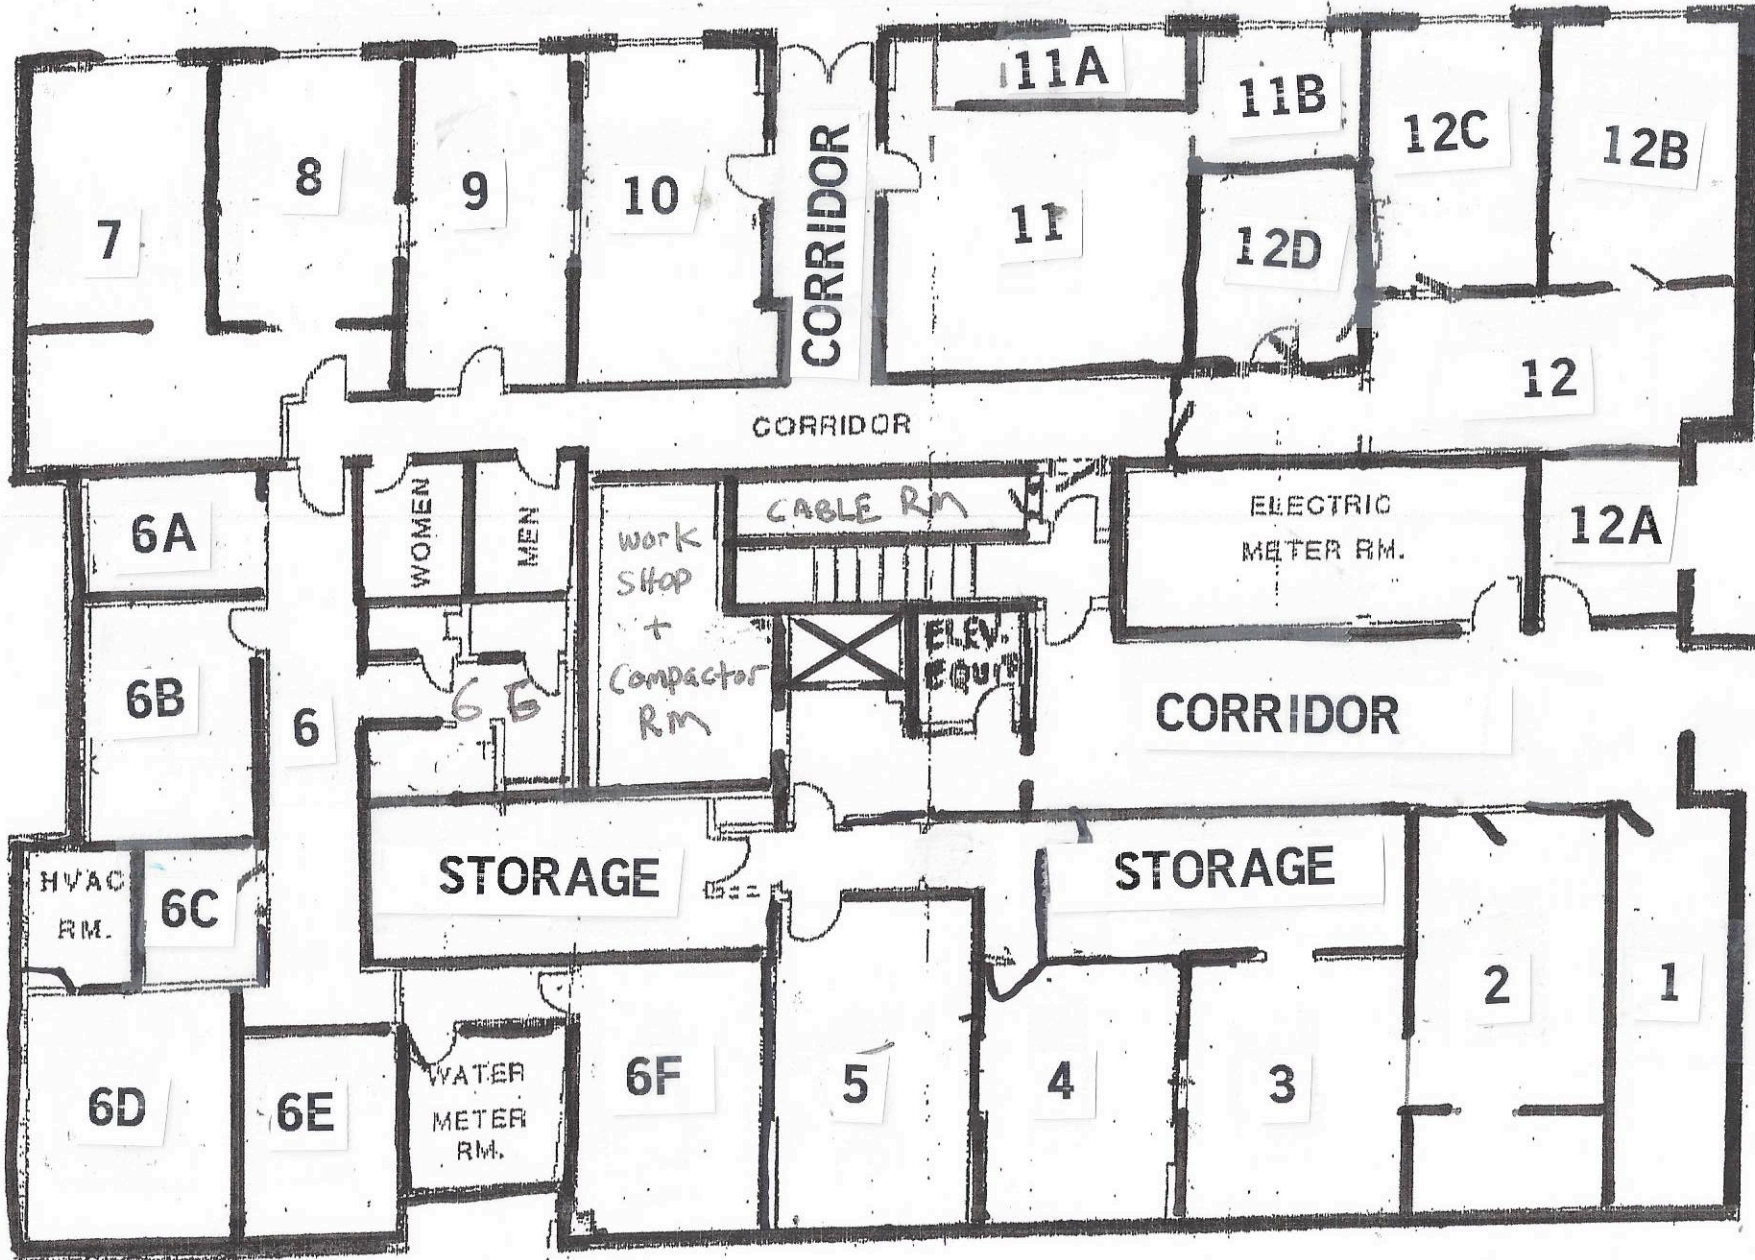 11A
11B
12C
12B
8
9
10
CORRIDOR
7
11
12D
12
CORRIDOR
6A
WOMEN
MEN
work
SHOP
+
Compactor
RM
CABLE RM
ELECTRIC
METER RM.
12A
ELEV.
EQUIT
6B
6
CORRIDOR
HVAC
RM.
6C
STORAGE
STORAGE
2
1
6D
6E
WATER
METER
RM.
6F
5
4
3